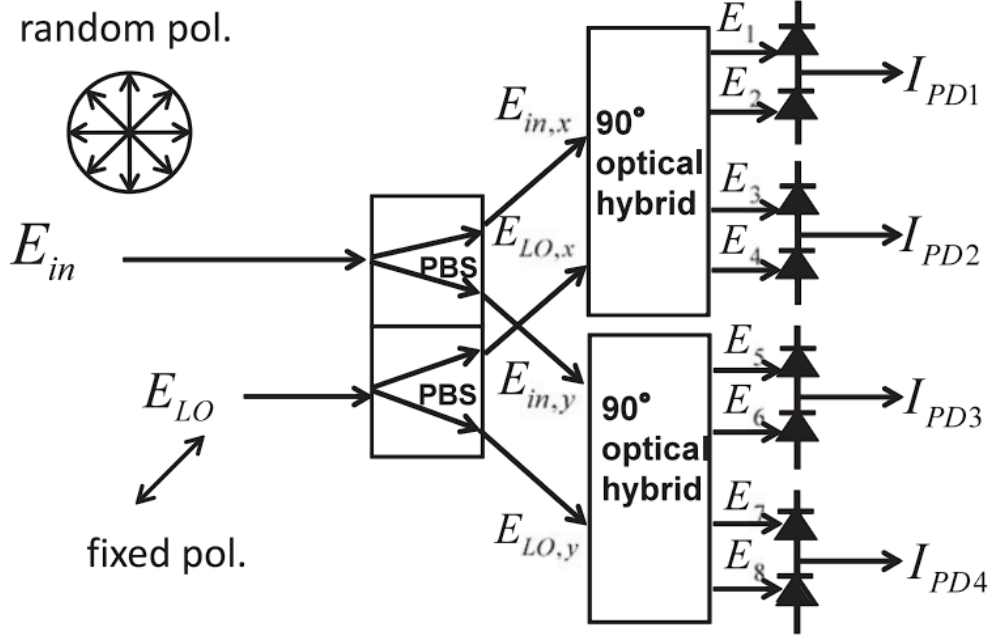 random pol.
E_in
E_LO
fixed pol.
PBS
PBS
E_in,x
E_LO,x
E_in,y
E_LO,y
90°
optical
hybrid
90°
optical
hybrid
E_1
E_2
E_3
E_4
E_5
E_6
E_7
E_8
I_PD1
I_PD2
I_PD3
I_PD4